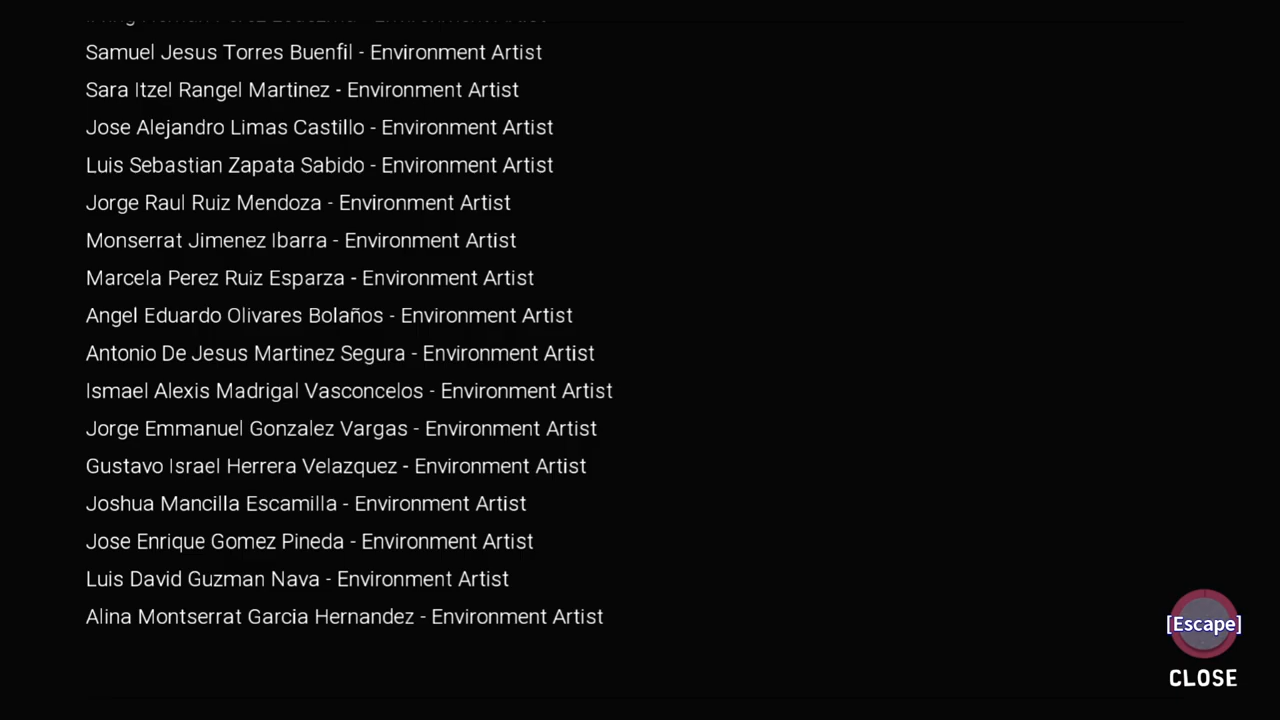 Samuel Jesus Torres Buenfil - Environment Artist
Sara Itzel Rangel Martinez - Environment Artist
Jose Alejandro Limas Castillo - Environment Artist
Luis Sebastian Zapata Sabido - Environment Artist
Jorge Raul Ruiz Mendoza - Environment Artist
Monserrat Jimenez Ibarra - Environment Artist
Marcela Perez Ruiz Esparza - Environment Artist
Angel Eduardo Olivares Bolaños - Environment Artist
Antonio De Jesus Martinez Segura - Environment Artist
Ismael Alexis Madrigal Vasconcelos - Environment Artist
Jorge Emmanuel Gonzalez Vargas - Environment Artist
Gustavo Israel Herrera Velazquez - Environment Artist
Joshua Mancilla Escamilla - Environment Artist
Jose Enrique Gomez Pineda - Environment Artist
Luis David Guzman Nava - Environment Artist
Alina Montserrat Garcia Hernandez - Environment Artist
[Escape]
CLOSE